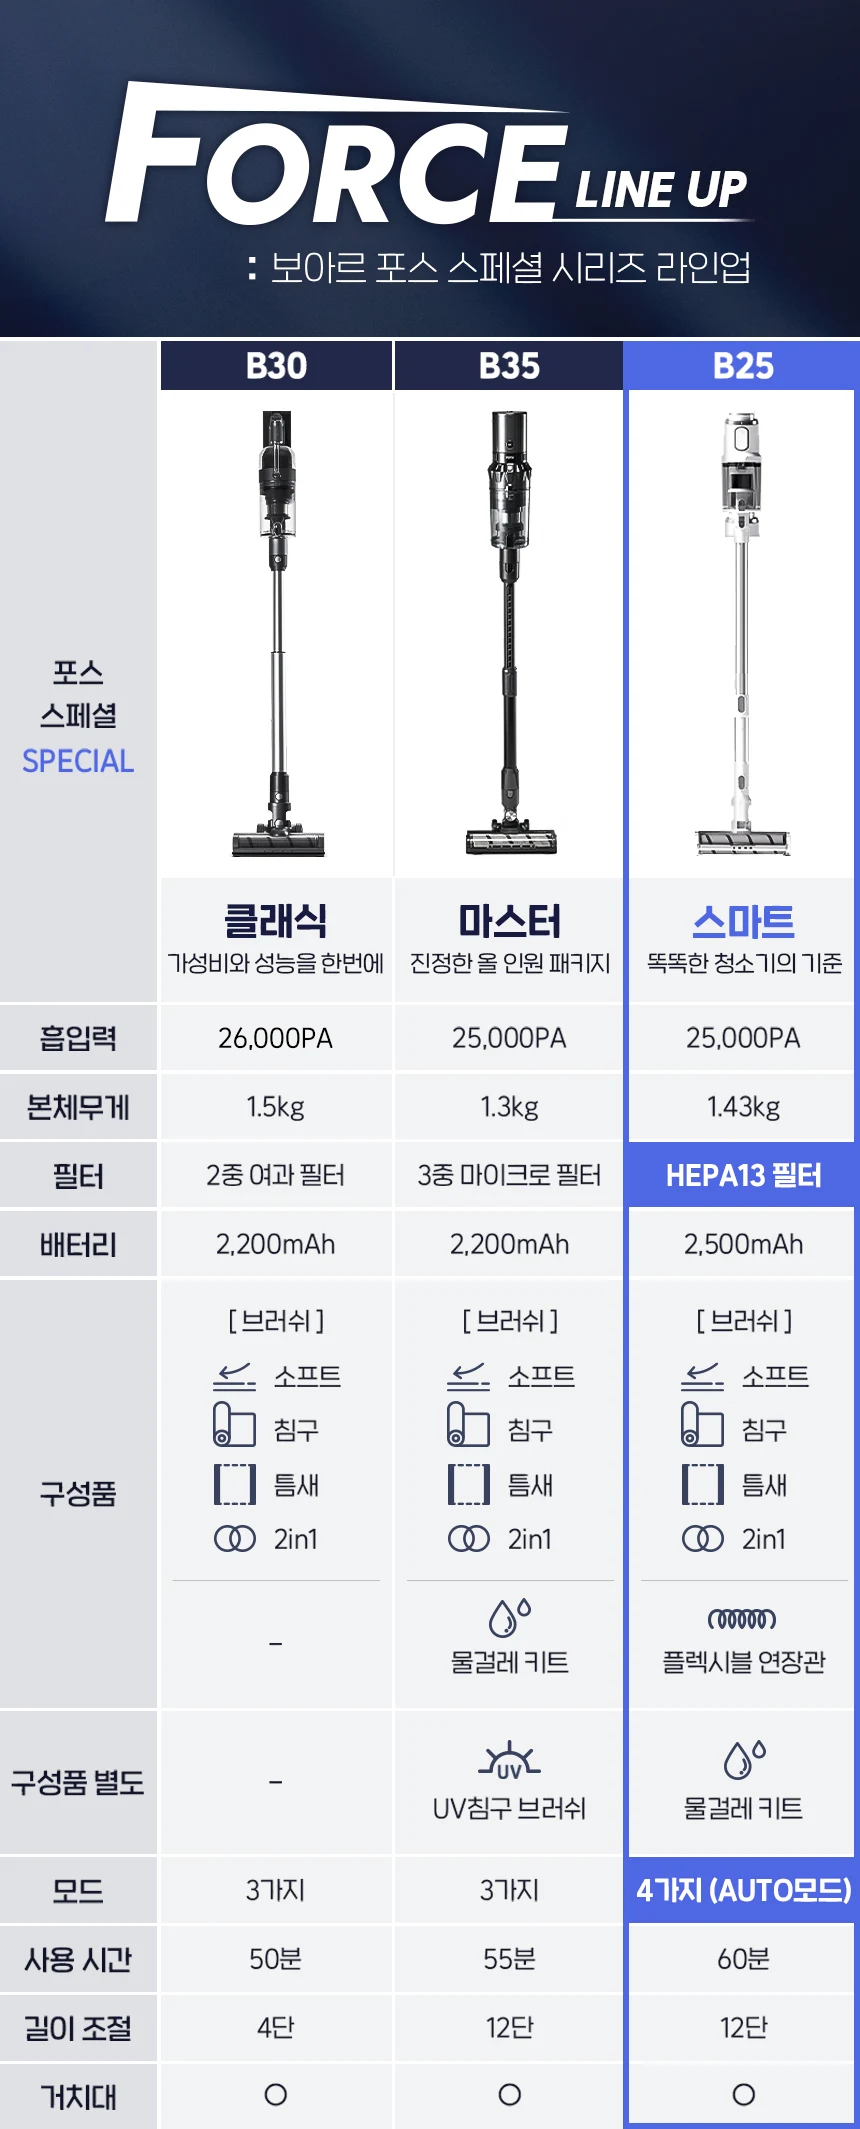 FORCE LINE UP
: 보아르 포스 스페셜 시리즈 라인업
B30 B35 B25
포스
스페셜
SPECIAL
클래식 마스터 스마트
가성비와 성능을 한번에 진정한 올 인원 패키지 똑똑한 청소기의 기준
흡입력 26,000PA 25,000PA 25,000PA
본체무게 1.5kg 1.3kg 1.43kg
필터 2중 여과 필터 3중 마이크로 필터 HEPA13 필터
배터리 2,200mAh 2,200mAh 2,500mAh
구성품
[ 브러쉬 ] [ 브러쉬 ] [ 브러쉬 ]
소프트 소프트 소프트
침구 침구 침구
틈새 틈새 틈새
2in1 2in1 2in1
- 물걸레 키트 플렉시블 연장관
구성품 별도 -
UV
UV침구 브러쉬 물걸레 키트
모드 3가지 3가지 4가지 (AUTO모드)
사용 시간 50분 55분 60분
길이 조절 4단 12단 12단
거치대 ○ ○ ○